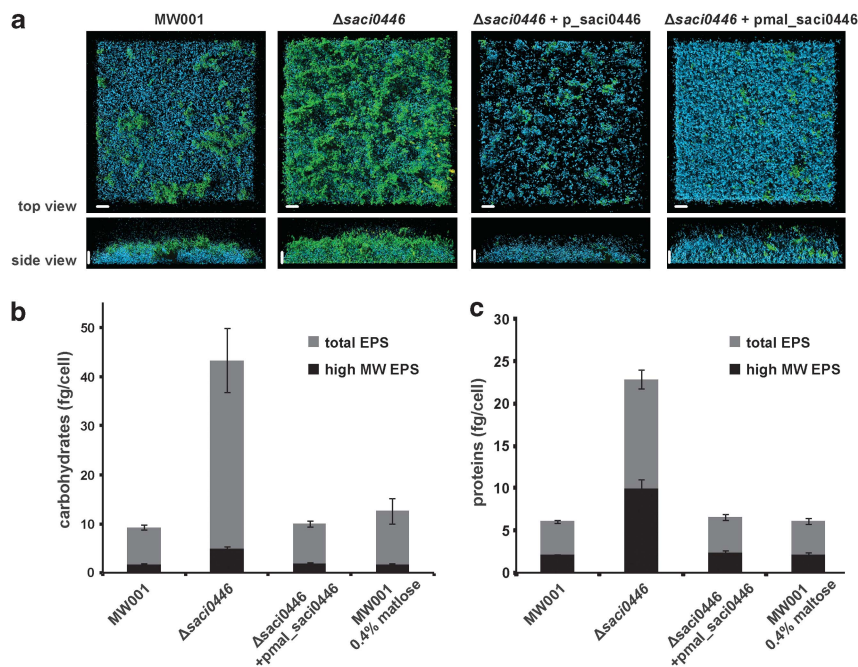 a
MW001
Δsaci0446
Δsaci0446 + p_saci0446
Δsaci0446 + pmal_saci0446
top view
side view
b
carbohydrates (fg/cell)
50
40
30
20
10
0
total EPS
high MW EPS
MW001
Δsaci0446
Δsaci0446
+pmal_saci0446
MW001
0.4% maltose
c
proteins (fg/cell)
30
25
20
15
10
5
0
total EPS
high MW EPS
MW001
Δsaci0446
Δsaci0446
+pmal_saci0446
MW001
0.4% maltose